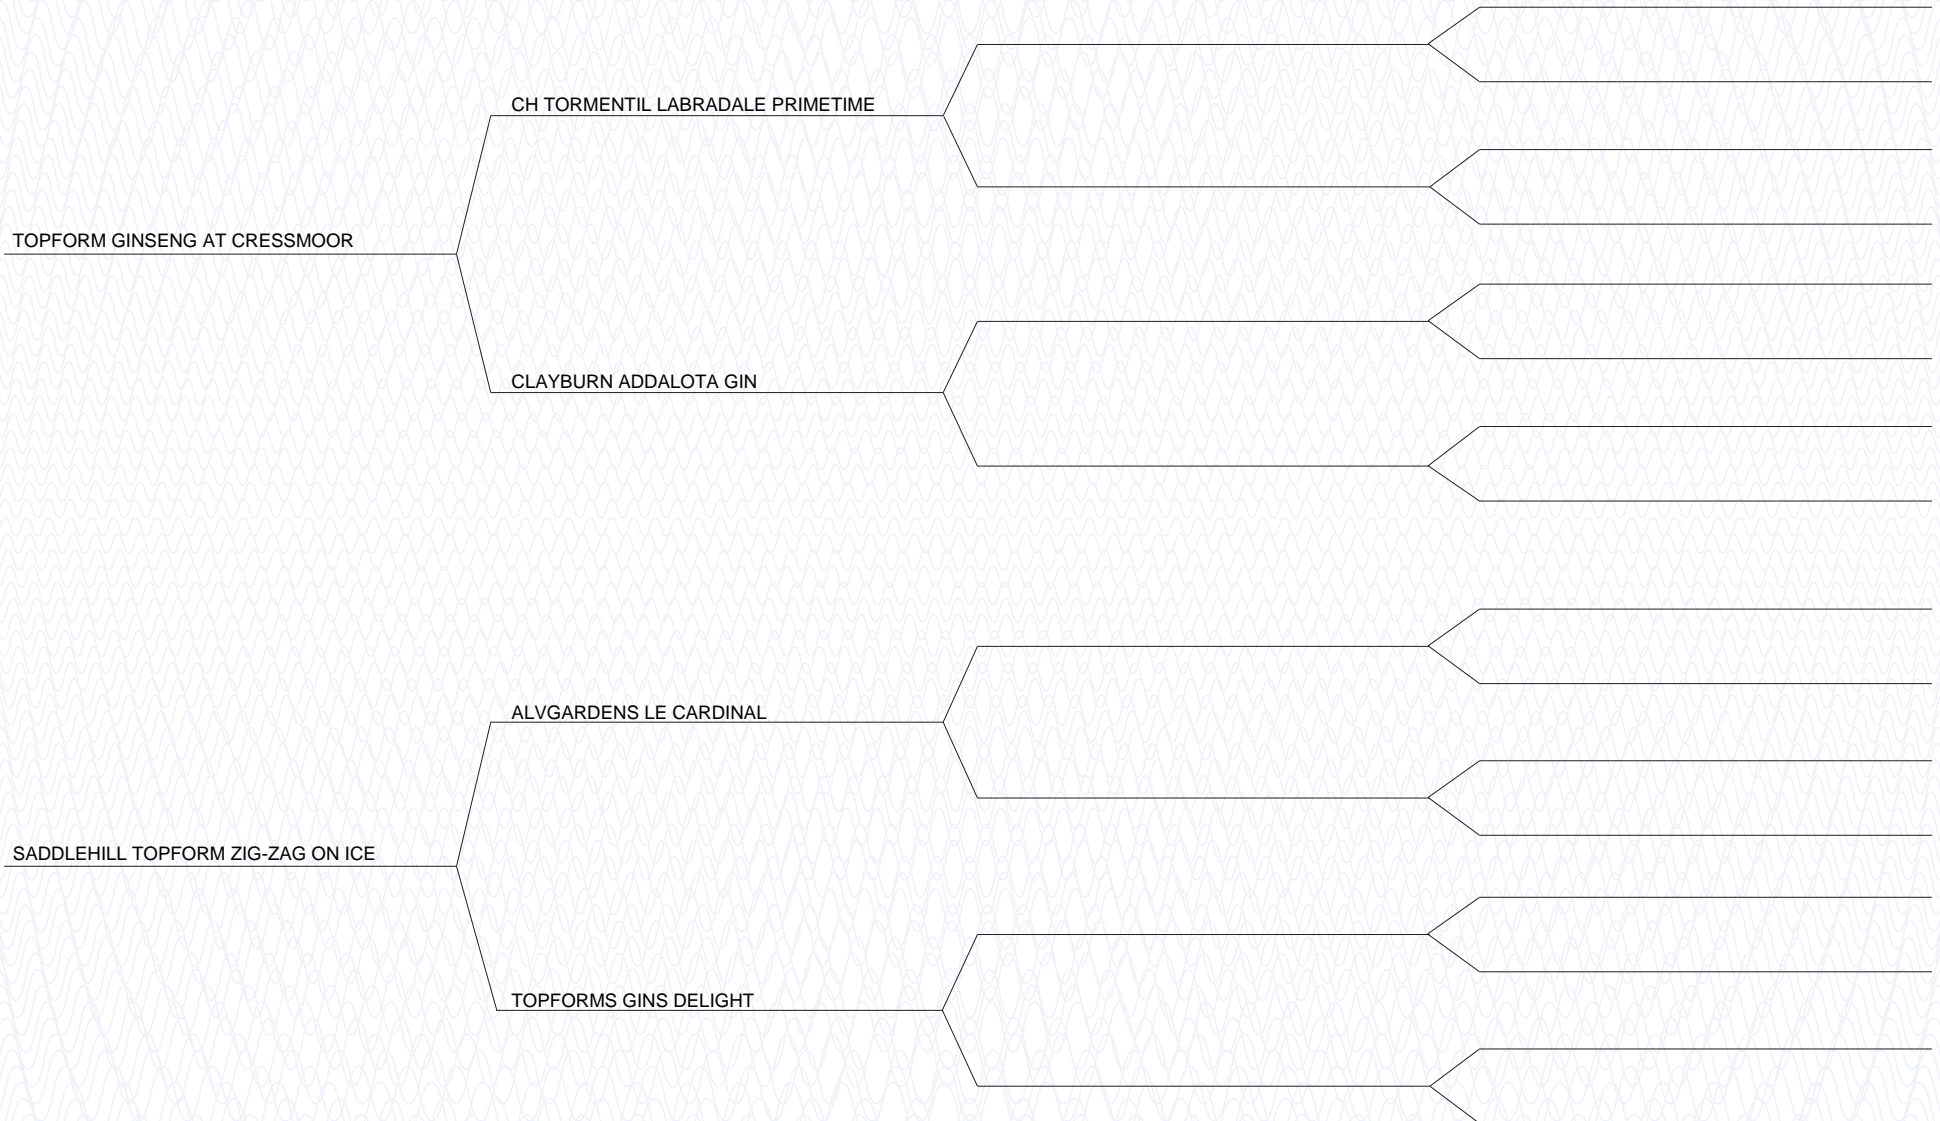 CH TORMENTIL LABRADALE PRIMETIME
TOPFORM GINSENG AT CRESSMOOR
CLAYBURN ADDALOTA GIN
ALVGARDENS LE CARDINAL
SADDLEHILL TOPFORM ZIG-ZAG ON ICE
TOPFORMS GINS DELIGHT